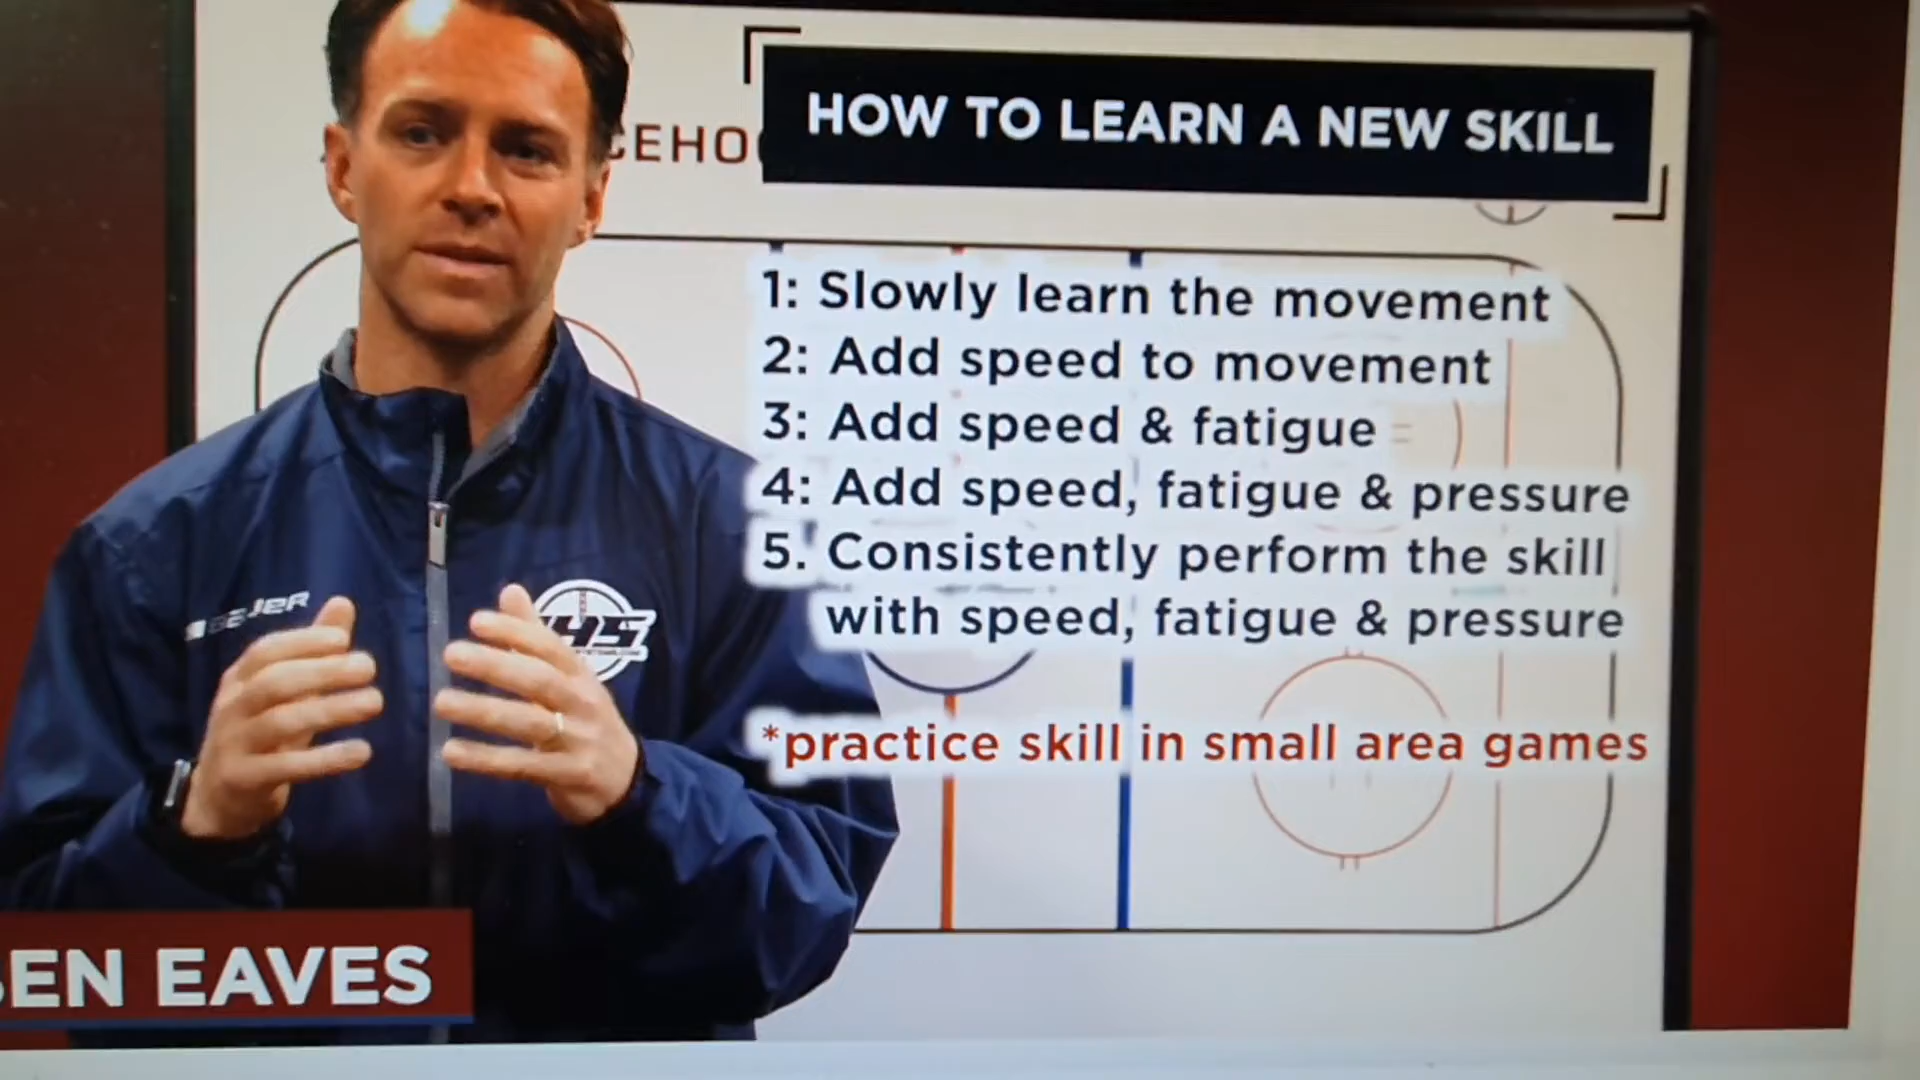 HOW TO LEARN A NEW SKILL
1: Slowly learn the movement
2: Add speed to movement
3: Add speed & fatigue
4: Add speed, fatigue & pressure
5. Consistently perform the skill
with speed, fatigue & pressure
*practice skill in small area games
EAVES